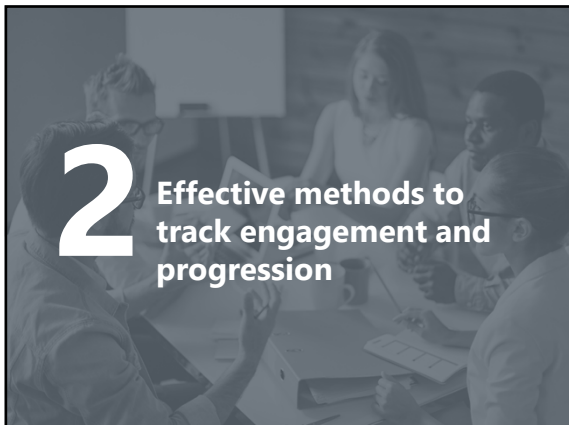 2
Effective methods to
track engagement and
progression